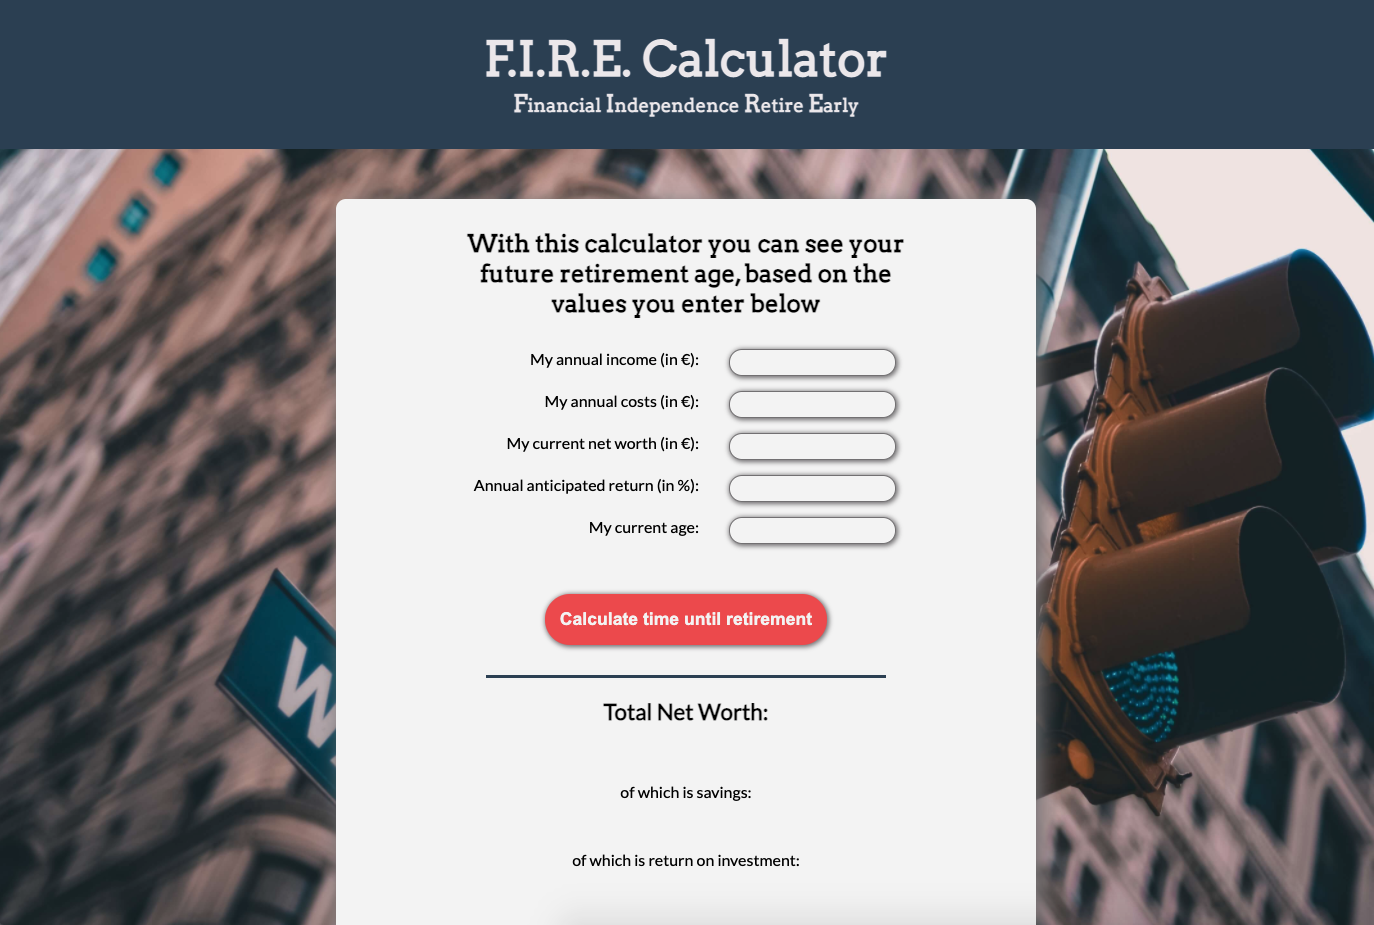 F.I.R.E. Calculator
Financial Independence Retire Early
With this calculator you can see your
future retirement age, based on the
values you enter below
My annual income (in €):
My annual costs (in €):
My current net worth (in €):
Annual anticipated return (in %):
My current age:
Calculate time until retirement
W
Total Net Worth:
of which is savings:
of which is return on investment: